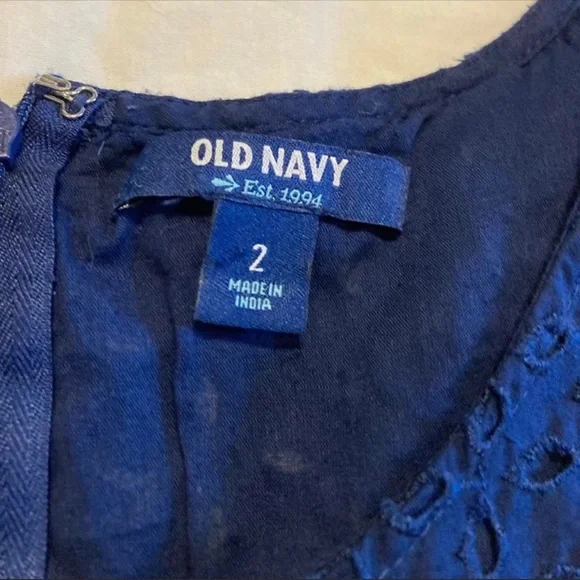 OLD NAVY
Est. 1994
2
MADE IN
INDIA